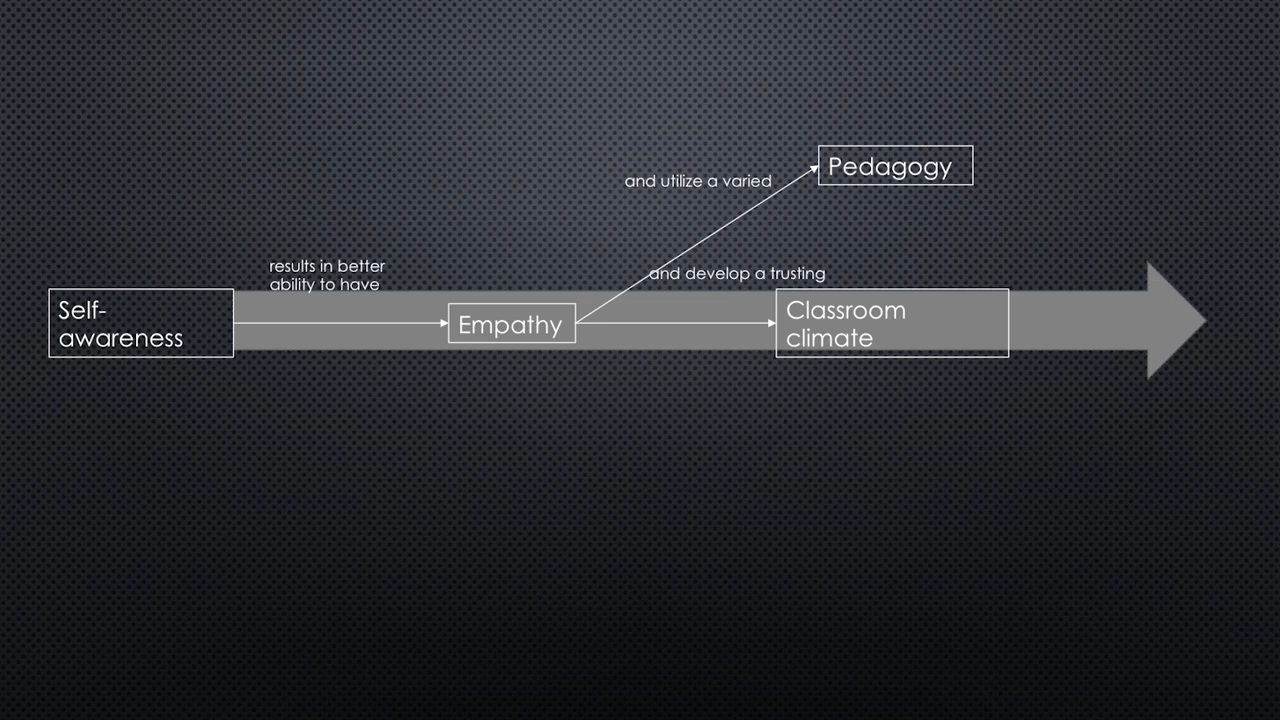 Pedagogy
and utilize a varied
results in better
ability to have
and develop a trusting
Self-
awareness
Empathy
Classroom
climate